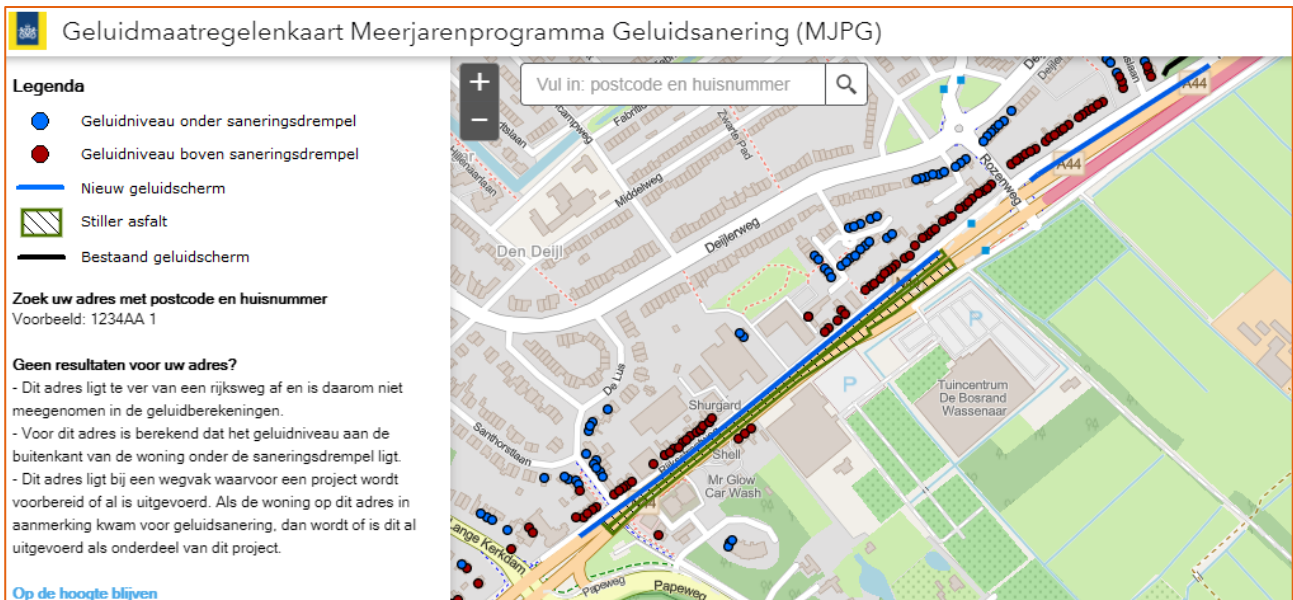 Geluidmaatregelenkaart Meerjarenprogramma Geluidsanering (MJPG)
Legenda
Geluidniveau onder saneringsdrempel
Geluidniveau boven saneringsdrempel
Nieuw geluidscherm
Stiller asfalt
Bestaand geluidscherm
Zoek uw adres met postcode en huisnummer
Voorbeeld: 1234AA 1
Geen resultaten voor uw adres?
- Dit adres ligt te ver van een rijksweg af en is daarom niet
meegenomen in de geluidberekeningen.
- Voor dit adres is berekend dat het geluidniveau aan de
buitenkant van de woning onder de saneringsdrempel ligt.
- Dit adres ligt bij een wegvak waarvoor een project wordt
voorbereid of al is uitgevoerd. Als de woning op dit adres in
aanmerking kwam voor geluidsanering, dan wordt of is dit al
uitgevoerd als onderdeel van dit project.
Op de hoogte blijven
+
−
Vul in: postcode en huisnummer
A44
A44
Zwarte Pad
Middelweg
Rozenweg
Deijlerweg
Den Deijl
P
P
Tuincentrum
De Bosrand
Wassenaar
De Lus
Shurgard
Santhorstlaan
Shell
Mr Glow
Car Wash
Lange Kerkdam
Papeweg
Papeweg